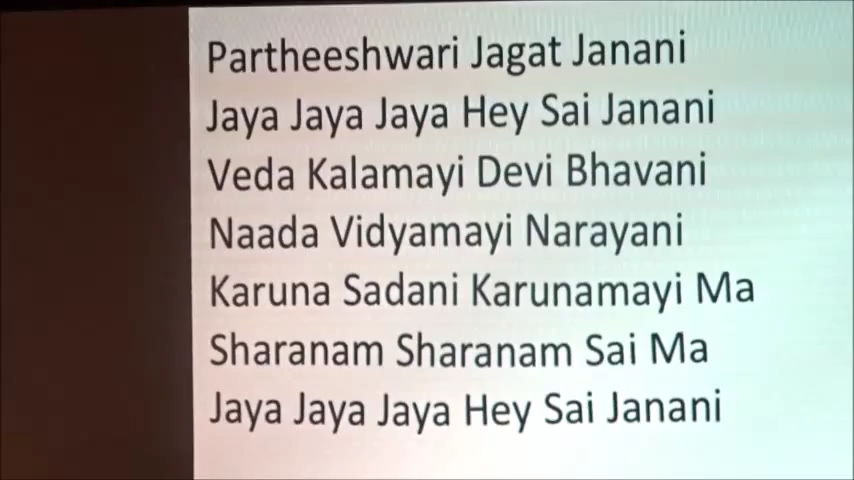 Partheeshwari Jagat Janani
Jaya Jaya Jaya Hey Sai Janani
Veda Kalamayi Devi Bhavani
Naada Vidyamayi Narayani
Karuna Sadani Karunamayi Ma
Sharanam Sharanam Sai Ma
Jaya Jaya Jaya Hey Sai Janani